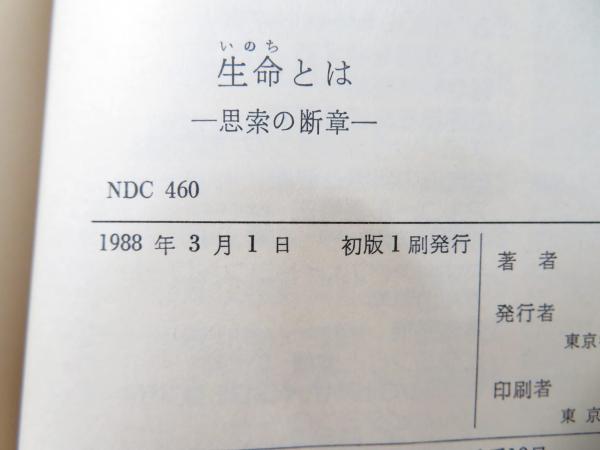 いのち
生命とは
―思索の断章―
NDC 460
1988 年 3 月 1 日 初版 1 刷発行
著 者
発行者
東京
印刷者
東 京